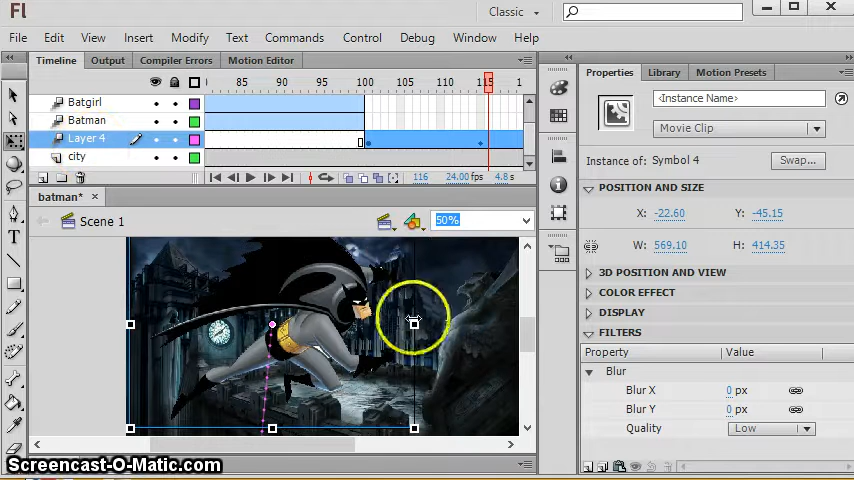 Fl
Classic
File Edit View Insert Modify Text Commands Control Debug Window Help
Timeline Output Compiler Errors Motion Editor
Properties Library Motion Presets
85 90 95 100 105 110 115 1
Batgirl
Batman
Layer 4
city
116 24.00 fps 4.8 s
<Instance Name>
Movie Clip
Instance of: Symbol 4 Swap...
batman*
Scene 1
50%
POSITION AND SIZE
X: -22.60 Y: -45.15
W: 569.10 H: 414.35
3D POSITION AND VIEW
COLOR EFFECT
DISPLAY
FILTERS
Property Value
Blur
Blur X 0 px
Blur Y 0 px
Quality Low
Screencast-O-Matic.com